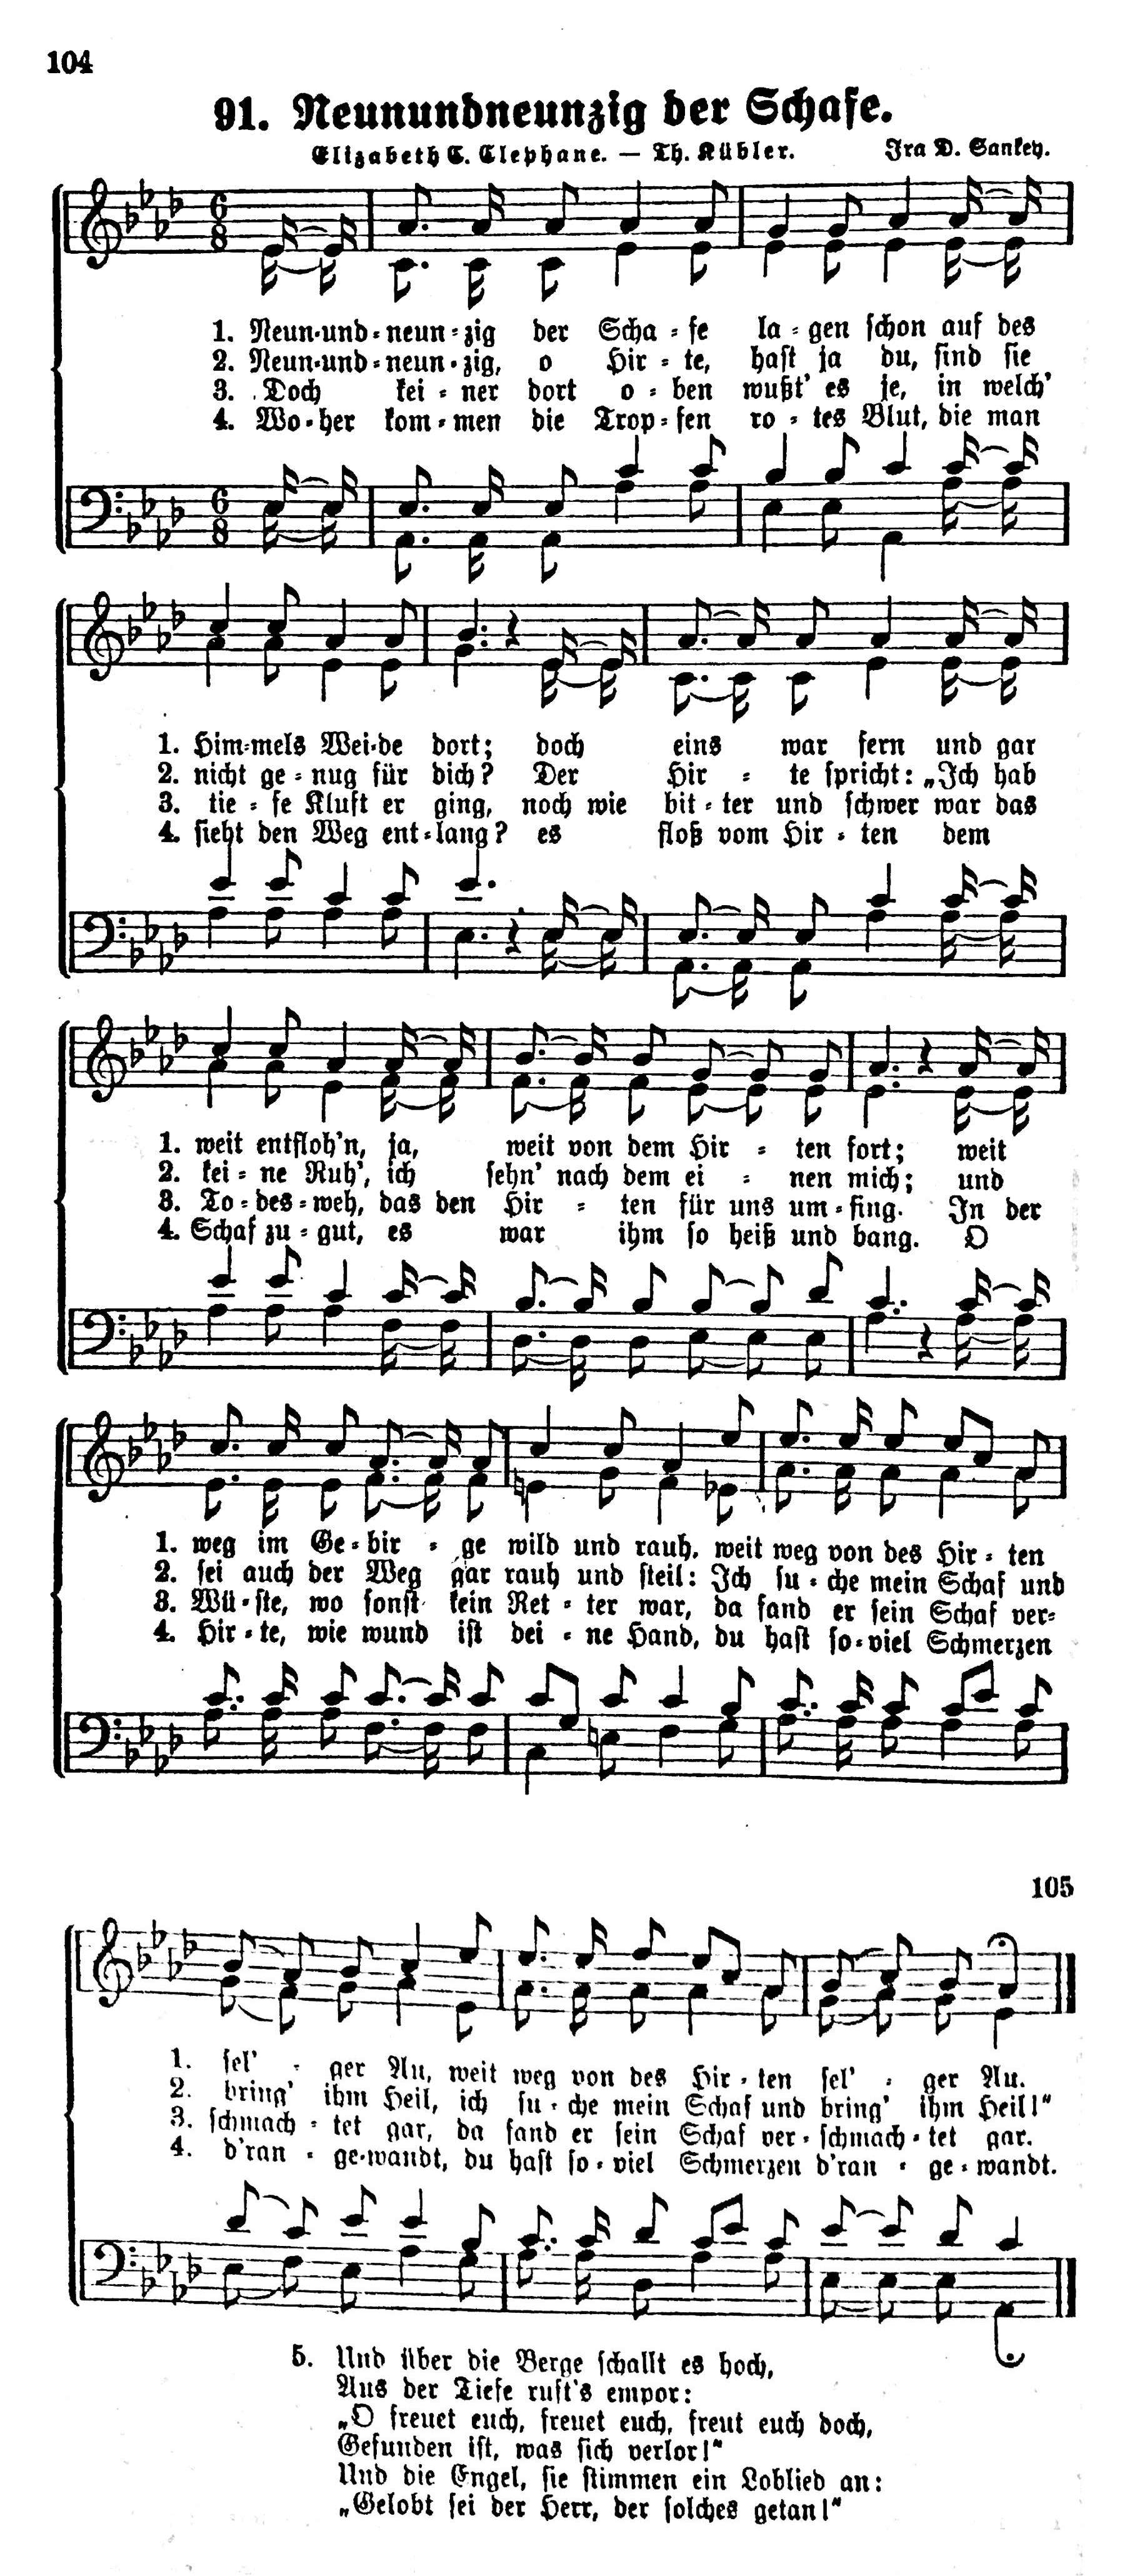 104
91. Neunundneunzig der Schafe.
Elizabeth C. Clephane. — Th. Kübler.
Ira D. Sankey.
6
8
1. Neun-und-neun-zig der Scha-fe la-gen schon auf des
2. Neun-und-neun-zig, o Hir-te, hast ja du, sind sie
3. Doch kei-ner dort o-ben wußt' es je, in welch'
4. Wo-her kom-men die Trop-fen ro-tes Blut, die man
6
8
1. Him-mels Wei-de dort; doch eins war fern und gar
2. nicht ge-nug für dich? Der Hir-te spricht: „Ich hab
3. tie-fe Kluft er ging, noch wie bit-ter und schwer war das
4. sieht den Weg ent-lang? es floß vom Hir-ten dem
1. weit entfloh'n, ja, weit von dem Hir-ten fort; weit
2. kei-ne Ruh', ich sehn' nach dem ei-nen mich; und
3. To-des-weh, das den Hir-ten für uns um-fing. In der
4. Schaf zu-gut, es war ihm so heiß und bang. O
1. weg im Ge-bir-ge wild und rauh, weit weg von des Hir-ten
2. sei auch der Weg gar rauh und steil: Ich su-che mein Schaf und
3. Wü-ste, wo sonst kein Ret-ter war, da fand er sein Schaf ver-
4. Hir-te, wie wund ist dei-ne Hand, du hast so-viel Schmerzen
105
1. sel'-ger Au, weit weg von des Hir-ten sel'-ger Au.
2. bring' ihm Heil, ich su-che mein Schaf und bring' ihm Heil!“
3. schmach-tet gar, da fand er sein Schaf ver-schmach-tet gar.
4. d'ran-ge-wandt, du hast so-viel Schmerzen d'ran-ge-wandt.
5. Und über die Berge schallt es hoch,
Aus der Tiefe ruft's empor:
„O freuet euch, freuet euch, freut euch doch,
Gefunden ist, was sich verlor!“
Und die Engel, sie stimmen ein Loblied an:
„Gelobt sei der Herr, der solches getan!“